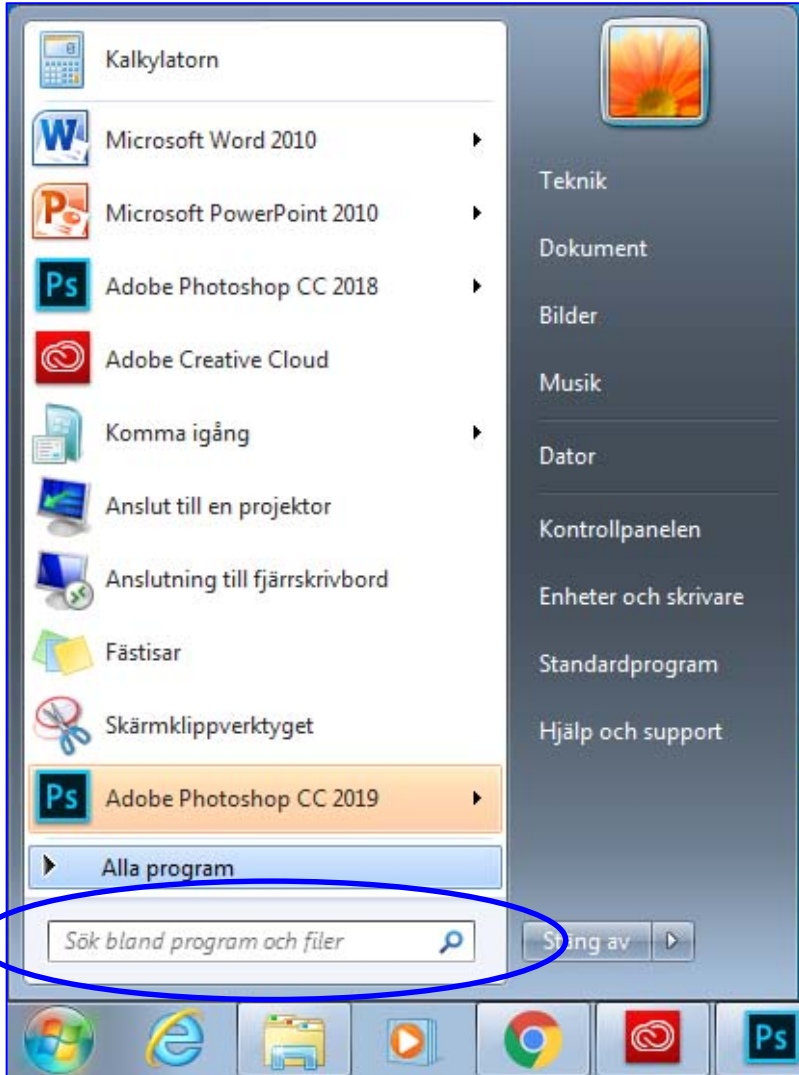 Kalkylatorn
Microsoft Word 2010
Microsoft PowerPoint 2010
Adobe Photoshop CC 2018
Adobe Creative Cloud
Komma igång
Anslut till en projektor
Anslutning till fjärrskrivbord
Fästisar
Skärmklippverktyget
Adobe Photoshop CC 2019
Alla program
Sök bland program och filer
Teknik
Dokument
Bilder
Musik
Dator
Kontrollpanelen
Enheter och skrivare
Standardprogram
Hjälp och support
Stäng av
Ps